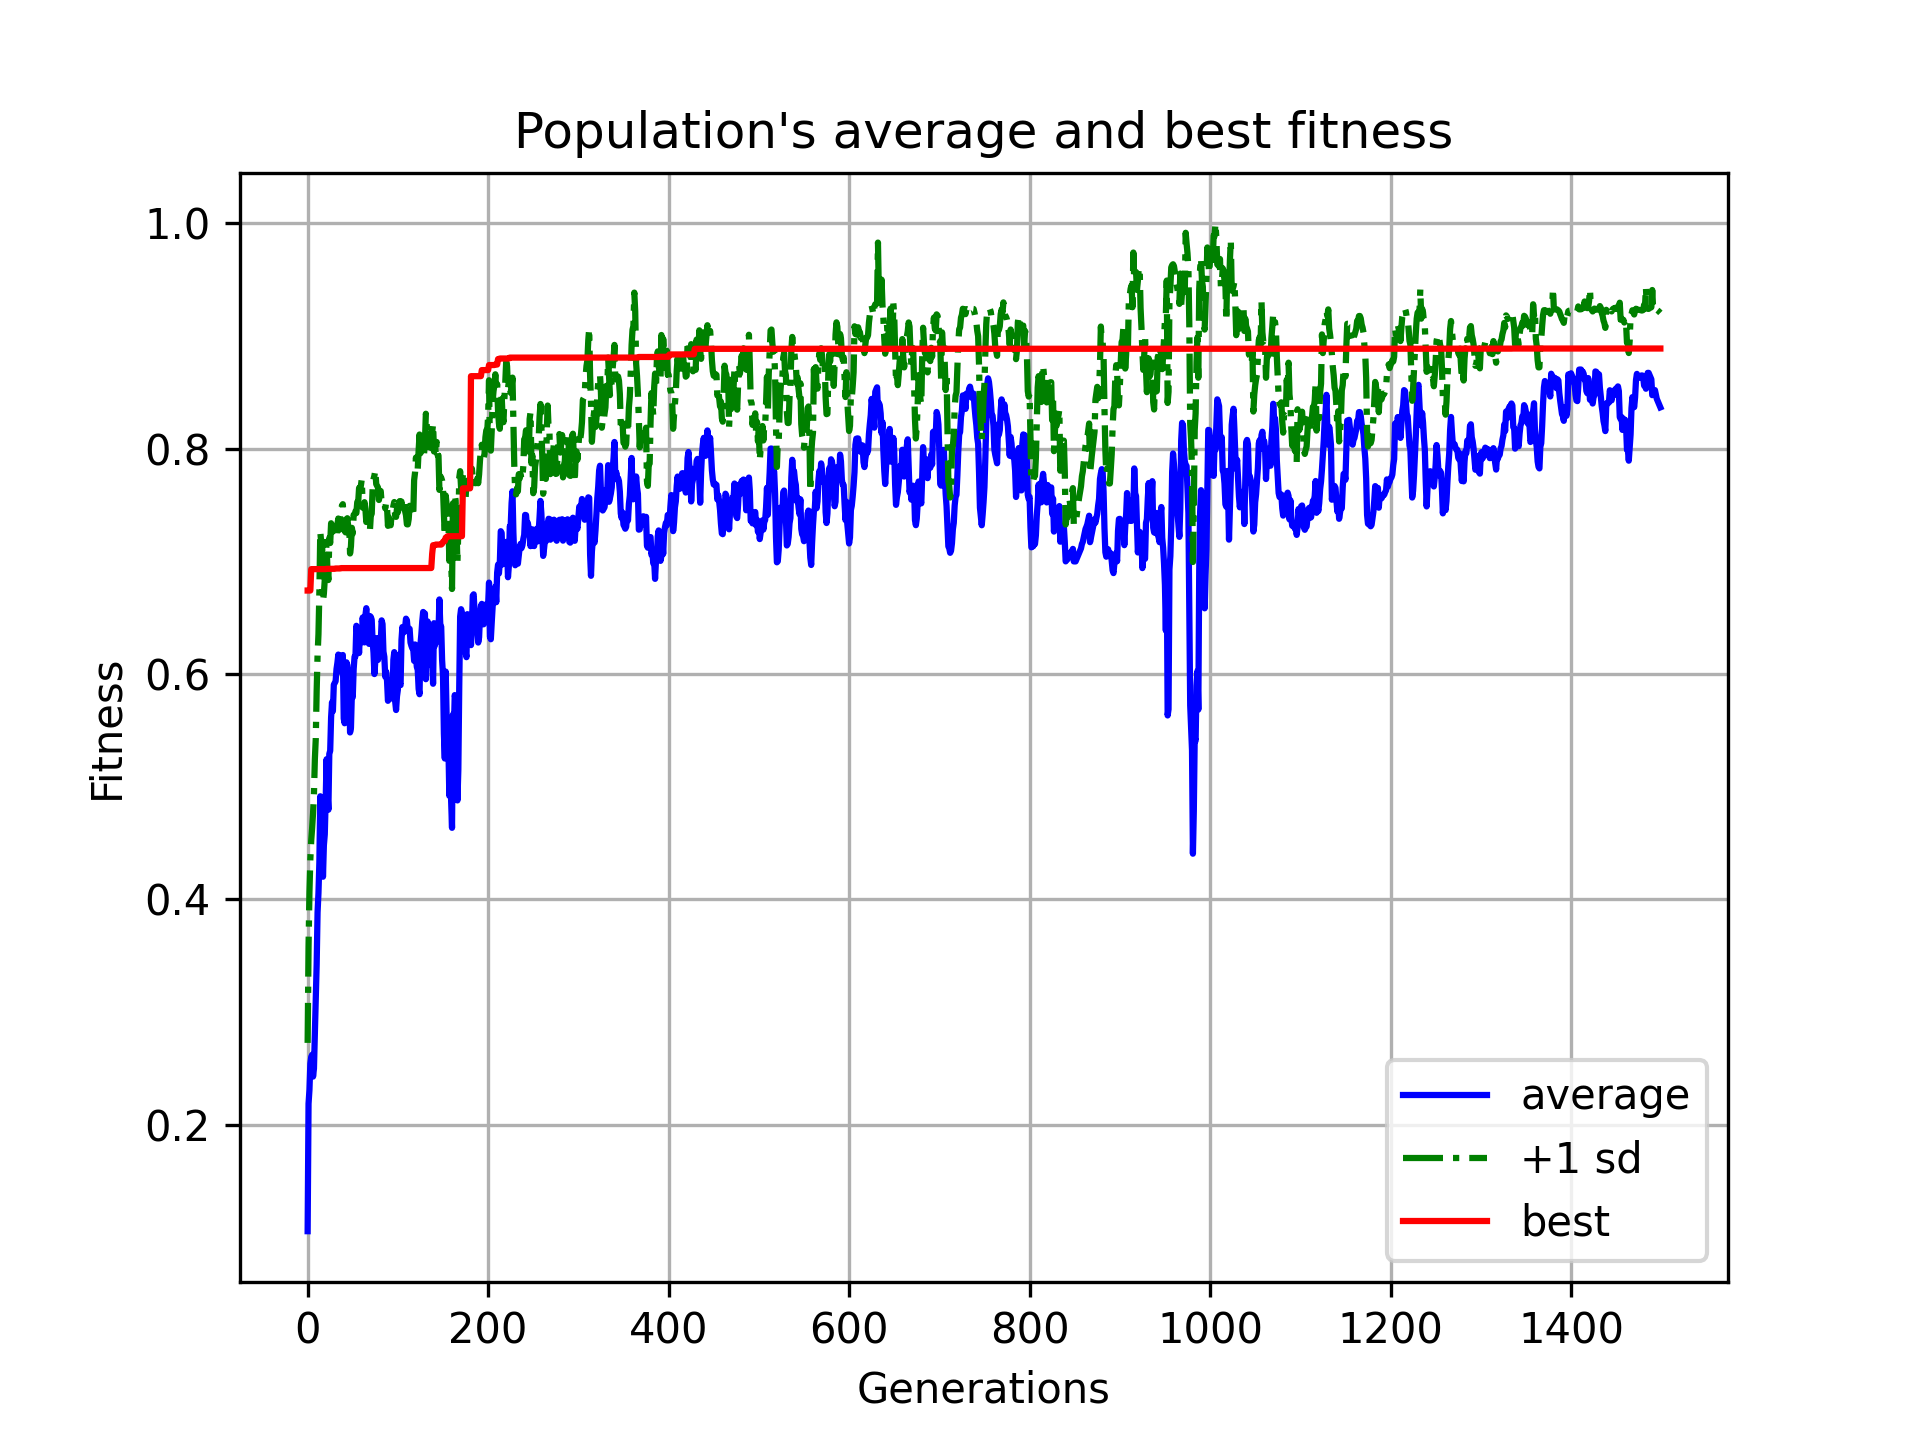 Population's average and best fitness
1.0
0.8
0.6
0.4
0.2
Fitness
0 200 400 600 800 1000 1200 1400
Generations
average
+1 sd
best